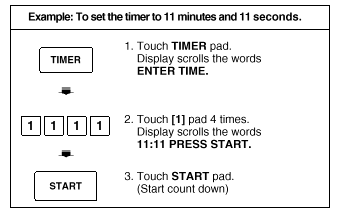 Example: To set the timer to 11 minutes and 11 seconds.
TIMER
1. Touch TIMER pad.
Display scrolls the words
ENTER TIME.
1 1 1 1
2. Touch [1] pad 4 times.
Display scrolls the words
11:11 PRESS START.
START
3. Touch START pad.
(Start count down)